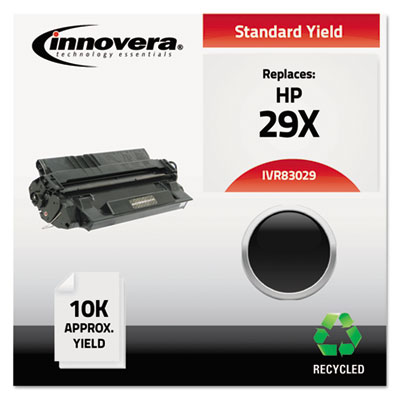 innovera
technology essentials
Standard Yield
Replaces:
HP
29X
IVR83029
10K
APPROX.
YIELD
RECYCLED